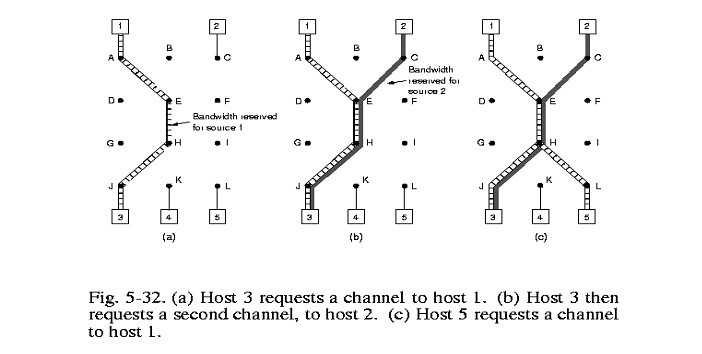 1 2 1 2 1 2
A B C A B C A B C
Bandwidth
reserved
for
source 2
D E F D E F D E F
Bandwidth reserved
for source 1
G H I G H I G H I
J K L J K L J K L
3 4 5 3 4 5 3 4 5
(a) (b) (c)
Fig. 5-32. (a) Host 3 requests a channel to host 1. (b) Host 3 then
requests a second channel, to host 2. (c) Host 5 requests a channel
to host 1.